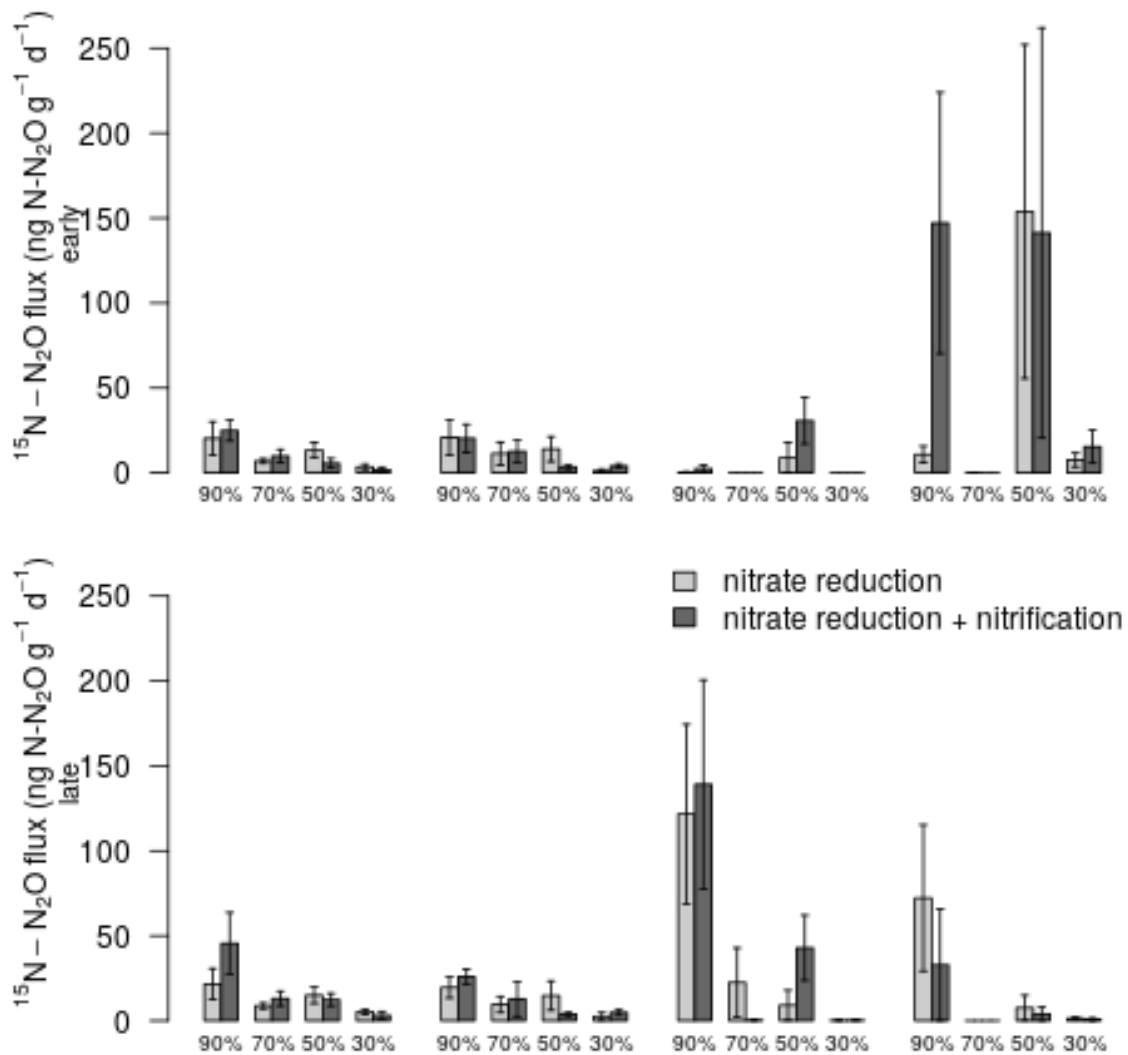 ¹⁵N – N₂O flux (ng N-N₂O g⁻¹ d⁻¹)
early
250
200
150
100
50
0
90% 70% 50% 30% 90% 70% 50% 30% 90% 70% 50% 30% 90% 70% 50% 30%
¹⁵N – N₂O flux (ng N-N₂O g⁻¹ d⁻¹)
late
nitrate reduction
nitrate reduction + nitrification
250
200
150
100
50
0
90% 70% 50% 30% 90% 70% 50% 30% 90% 70% 50% 30% 90% 70% 50% 30%